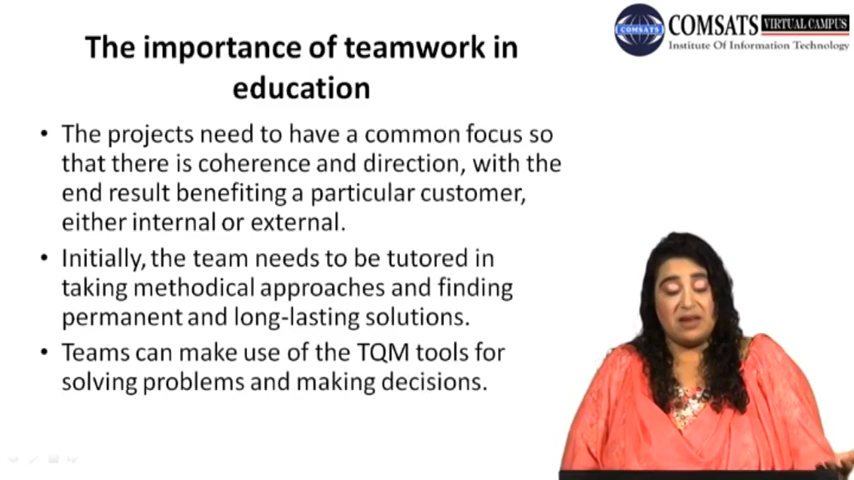 The importance of teamwork in
education
COMSATS VIRTUAL CAMPUS
Institute Of Information Technology
COMSATS
• The projects need to have a common focus so
that there is coherence and direction, with the
end result benefiting a particular customer,
either internal or external.
• Initially, the team needs to be tutored in
taking methodical approaches and finding
permanent and long-lasting solutions.
• Teams can make use of the TQM tools for
solving problems and making decisions.